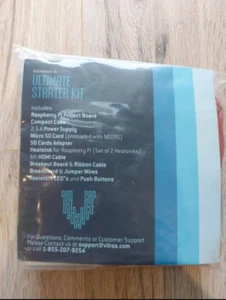 ULTIMATE
STARTER KIT
Includes:
Raspberry Pi Project Board
Compact Case
2.5A Power Supply
Micro SD Card (preloaded with NOOBS)
SD Cards Adapter
Heatsink for Raspberry Pi [Set of 2 Heatsinks]
6ft HDMI Cable
Breakout Board & Ribbon Cable
Breadboard & Jumper Wires
Resistors LED's and Push Buttons
For Questions, Comments or Customer Support
Please Contact us at support@vilros.com
or call 1-855-207-9254